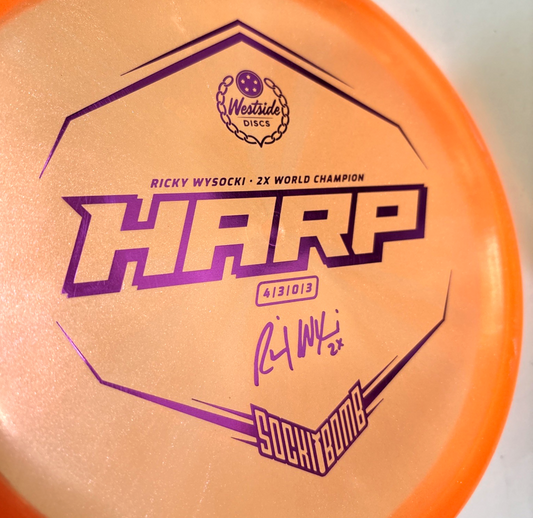 Westside
DISCS
RICKY WYSOCKI • 2X WORLD CHAMPION
HARP
4|3|0|3
2X
SOCKIBOMB